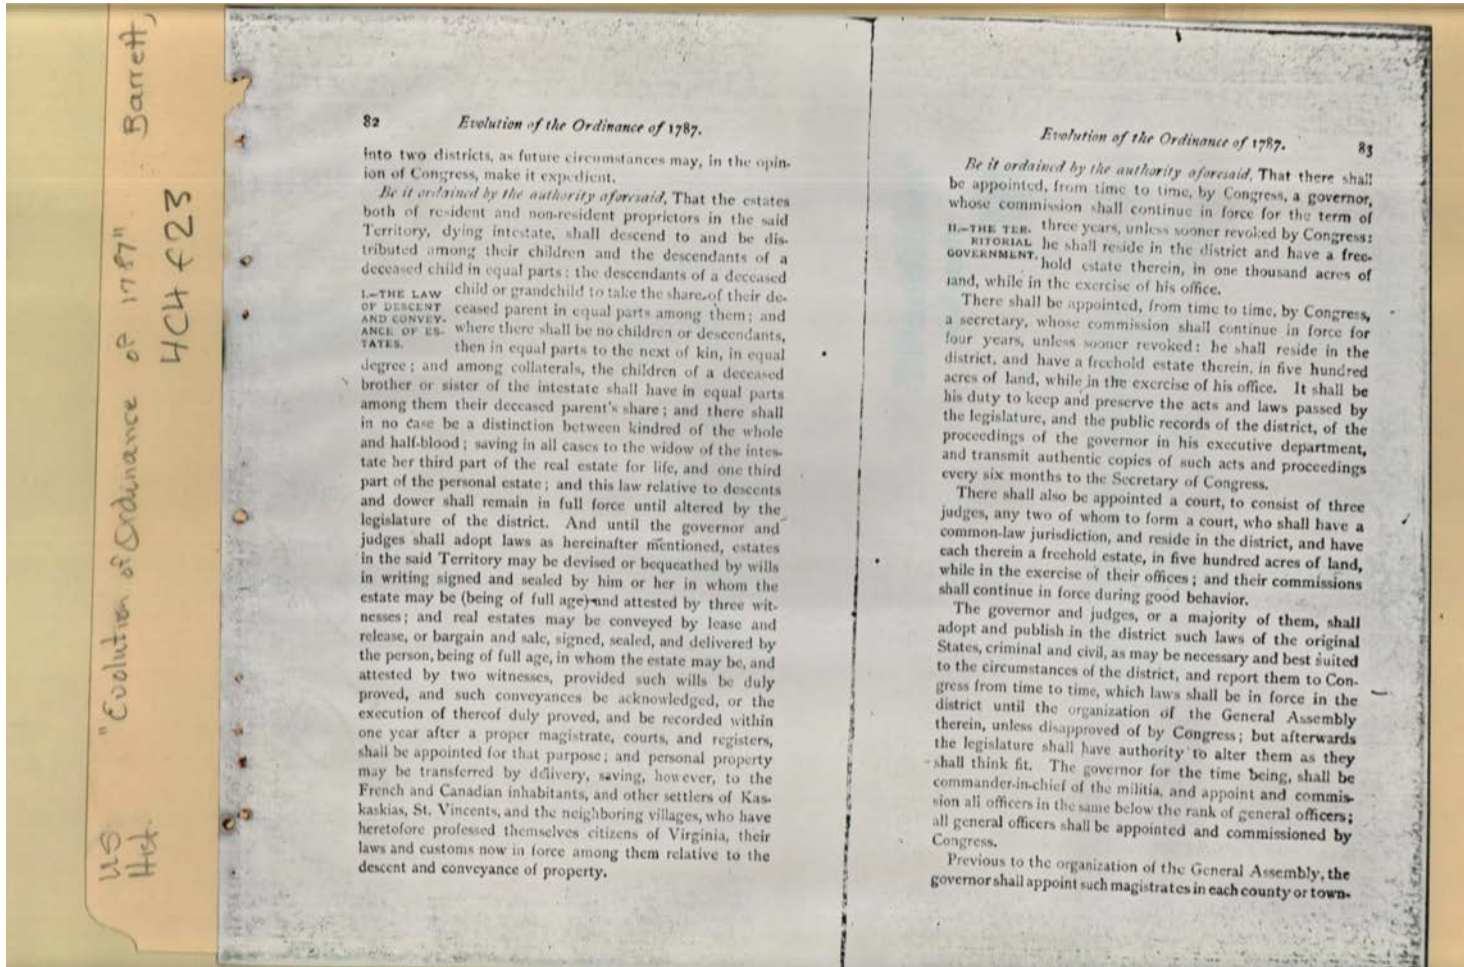 US Hist. "Evolution of Ordinance of 1787" Barrett,
4C4 f23
82 Evolution of the Ordinance of 1787.
into two districts, as future circumstances may, in the opin-
ion of Congress, make it expedient.
Be it ordained by the authority aforesaid, That the estates
both of resident and non-resident proprietors in the said
Territory, dying intestate, shall descend to and be dis-
tributed among their children and the descendants of a
deceased child in equal parts; the descendants of a deceased
I.—THE LAW OF DESCENT AND CONVEY-ANCE OF ES-TATES.
child or grandchild to take the share of their de-
ceased parent in equal parts among them; and
where there shall be no children or descendants,
then in equal parts to the next of kin, in equal
degree; and among collaterals, the children of a deceased
brother or sister of the intestate shall have in equal parts
among them their deceased parent's share; and there shall
in no case be a distinction between kindred of the whole
and half-blood; saving in all cases to the widow of the intes-
tate her third part of the real estate for life, and one third
part of the personal estate; and this law relative to descents
and dower shall remain in full force until altered by the
legislature of the district. And until the governor and
judges shall adopt laws as hereinafter mentioned, estates
in the said Territory may be devised or bequeathed by wills
in writing signed and sealed by him or her in whom the
estate may be (being of full age) and attested by three wit-
nesses; and real estates may be conveyed by lease and
release, or bargain and sale, signed, sealed, and delivered by
the person, being of full age, in whom the estate may be, and
attested by two witnesses, provided such wills be duly
proved, and such conveyances be acknowledged, or the
execution of thereof duly proved, and be recorded within
one year after a proper magistrate, courts, and registers,
shall be appointed for that purpose; and personal property
may be transferred by delivery, saving, however, to the
French and Canadian inhabitants, and other settlers of Kas-
kaskias, St. Vincents, and the neighboring villages, who have
heretofore professed themselves citizens of Virginia, their
laws and customs now in force among them relative to the
descent and conveyance of property.
Evolution of the Ordinance of 1787. 83
Be it ordained by the authority aforesaid, That there shall
be appointed, from time to time, by Congress, a governor,
whose commission shall continue in force for the term of
II.—THE TER-RITORIAL GOVERNMENT.
three years, unless sooner revoked by Congress:
he shall reside in the district and have a free-
hold estate therein, in one thousand acres of
land, while in the exercise of his office.
There shall be appointed, from time to time, by Congress,
a secretary, whose commission shall continue in force for
four years, unless sooner revoked: he shall reside in the
district, and have a freehold estate therein, in five hundred
acres of land, while in the exercise of his office. It shall be
his duty to keep and preserve the acts and laws passed by
the legislature, and the public records of the district, of the
proceedings of the governor in his executive department,
and transmit authentic copies of such acts and proceedings
every six months to the Secretary of Congress.
There shall also be appointed a court, to consist of three
judges, any two of whom to form a court, who shall have a
common-law jurisdiction, and reside in the district, and have
each therein a freehold estate, in five hundred acres of land,
while in the exercise of their offices; and their commissions
shall continue in force during good behavior.
The governor and judges, or a majority of them, shall
adopt and publish in the district such laws of the original
States, criminal and civil, as may be necessary and best suited
to the circumstances of the district, and report them to Con-
gress from time to time, which laws shall be in force in the
district until the organization of the General Assembly
therein, unless disapproved of by Congress; but afterwards
the legislature shall have authority to alter them as they
shall think fit. The governor for the time being, shall be
commander-in-chief of the militia, and appoint and commis-
sion all officers in the same below the rank of general officers;
all general officers shall be appointed and commissioned by
Congress.
Previous to the organization of the General Assembly, the
governor shall appoint such magistrates in each county or town-